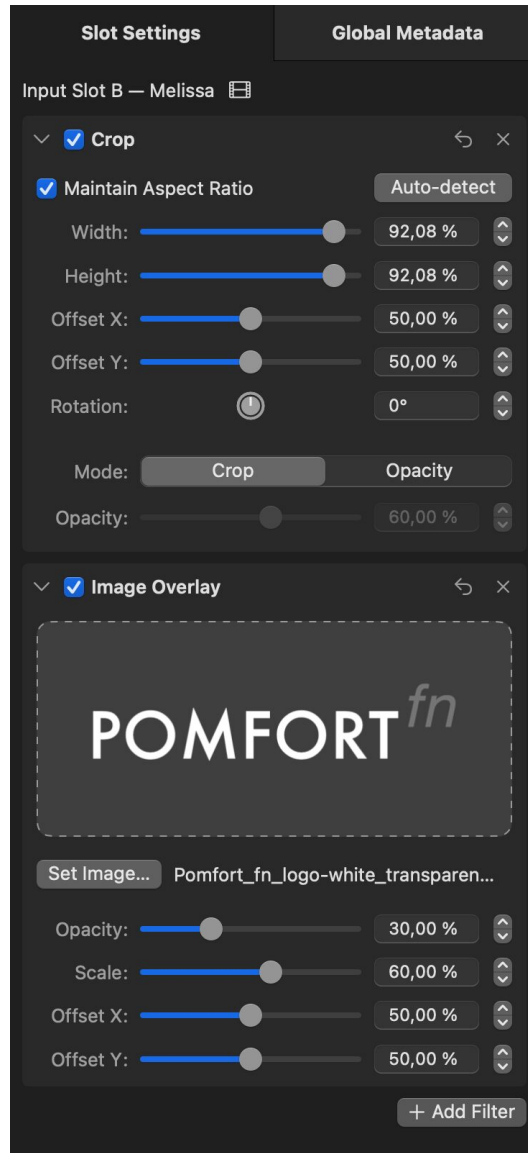 Slot Settings Global Metadata
Input Slot B — Melissa
Crop
Maintain Aspect Ratio Auto-detect
Width: 92,08 %
Height: 92,08 %
Offset X: 50,00 %
Offset Y: 50,00 %
Rotation: 0°
Mode: Crop Opacity
Opacity: 60,00 %
Image Overlay
POMFORT fn
Set Image... Pomfort_fn_logo-white_transparen...
Opacity: 30,00 %
Scale: 60,00 %
Offset X: 50,00 %
Offset Y: 50,00 %
+ Add Filter